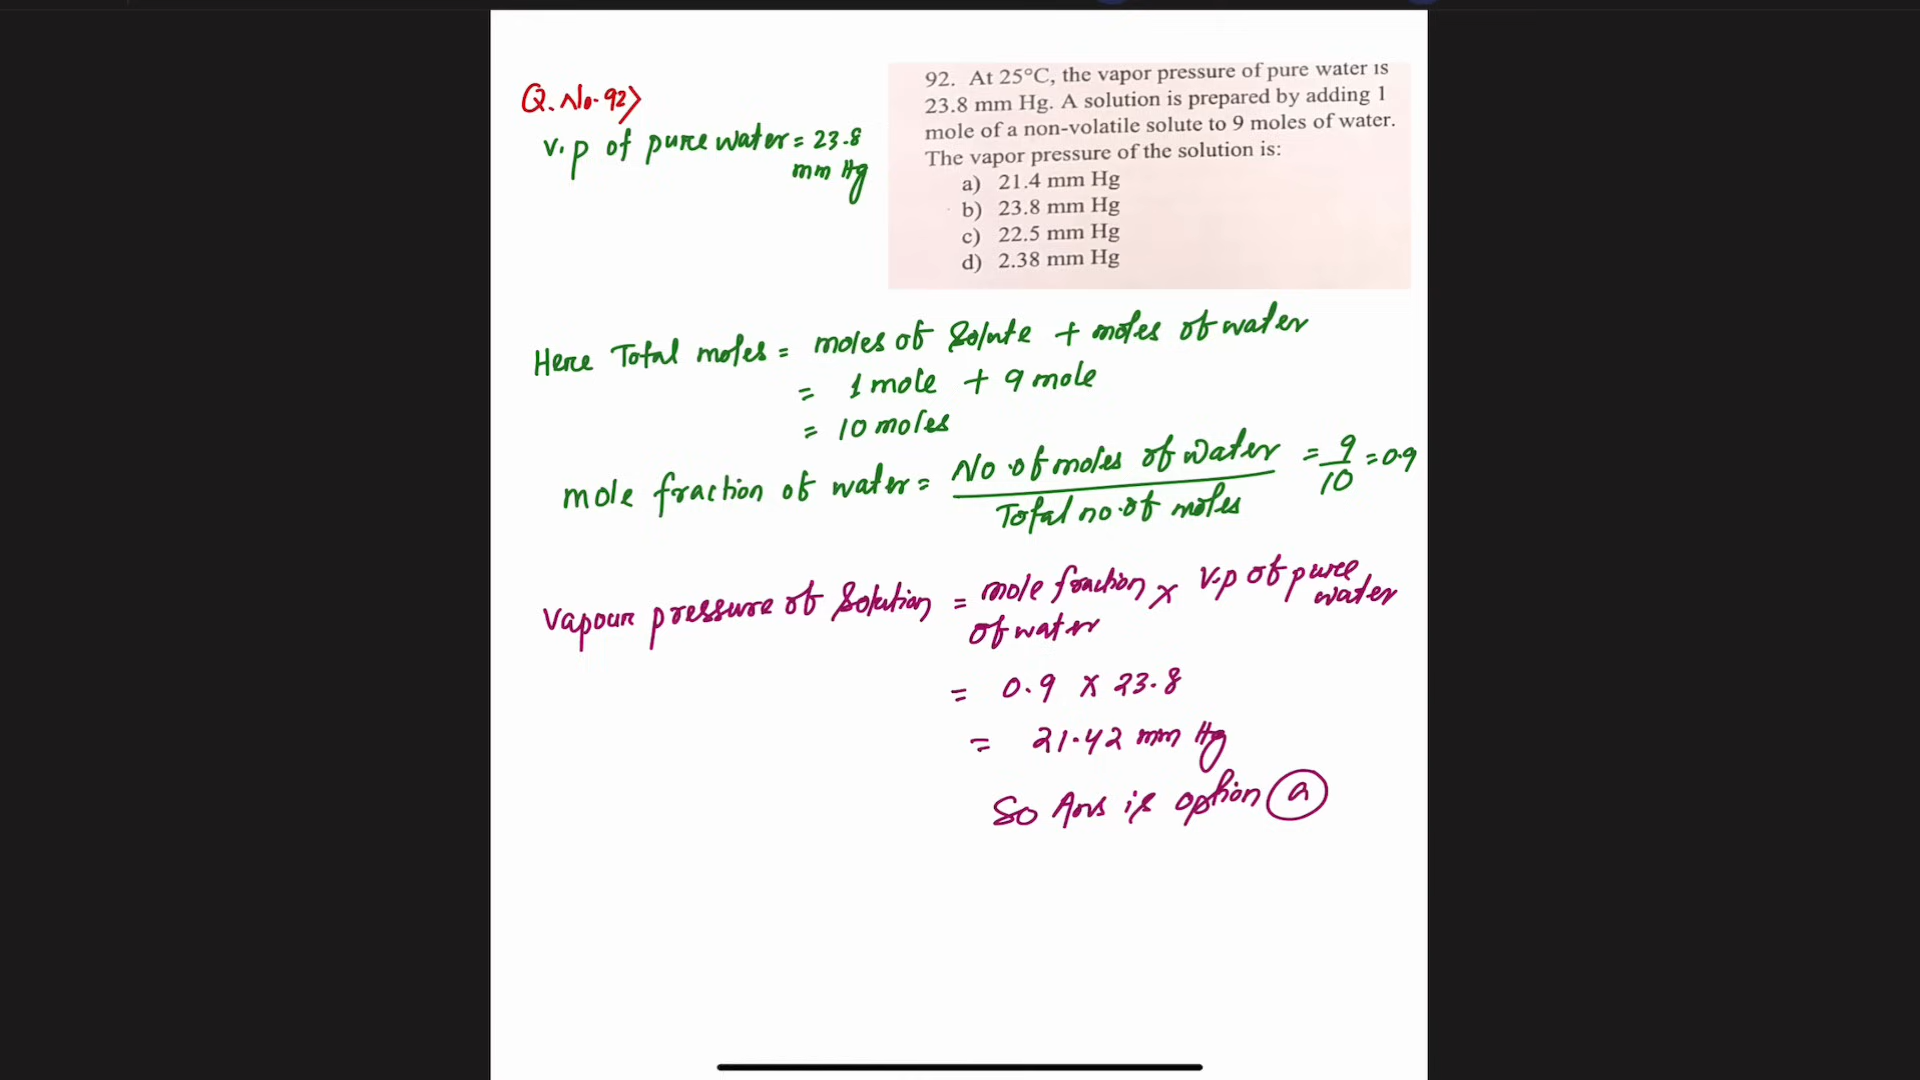 Q. No. 92)
V.p of pure water = 23.8
mm Hg
92. At 25°C, the vapor pressure of pure water is
23.8 mm Hg. A solution is prepared by adding 1
mole of a non-volatile solute to 9 moles of water.
The vapor pressure of the solution is:
a) 21.4 mm Hg
b) 23.8 mm Hg
c) 22.5 mm Hg
d) 2.38 mm Hg
Here Total moles = moles of Solute + moles of water
= 1 mole + 9 mole
= 10 moles
mole fraction of water = No of moles of Water / Total no. of moles = 9/10 = 0.9
Vapour pressure of Solution = mole fraction of water × V.p of pure water
= 0.9 × 23.8
= 21.42 mm Hg
So Ans is option a